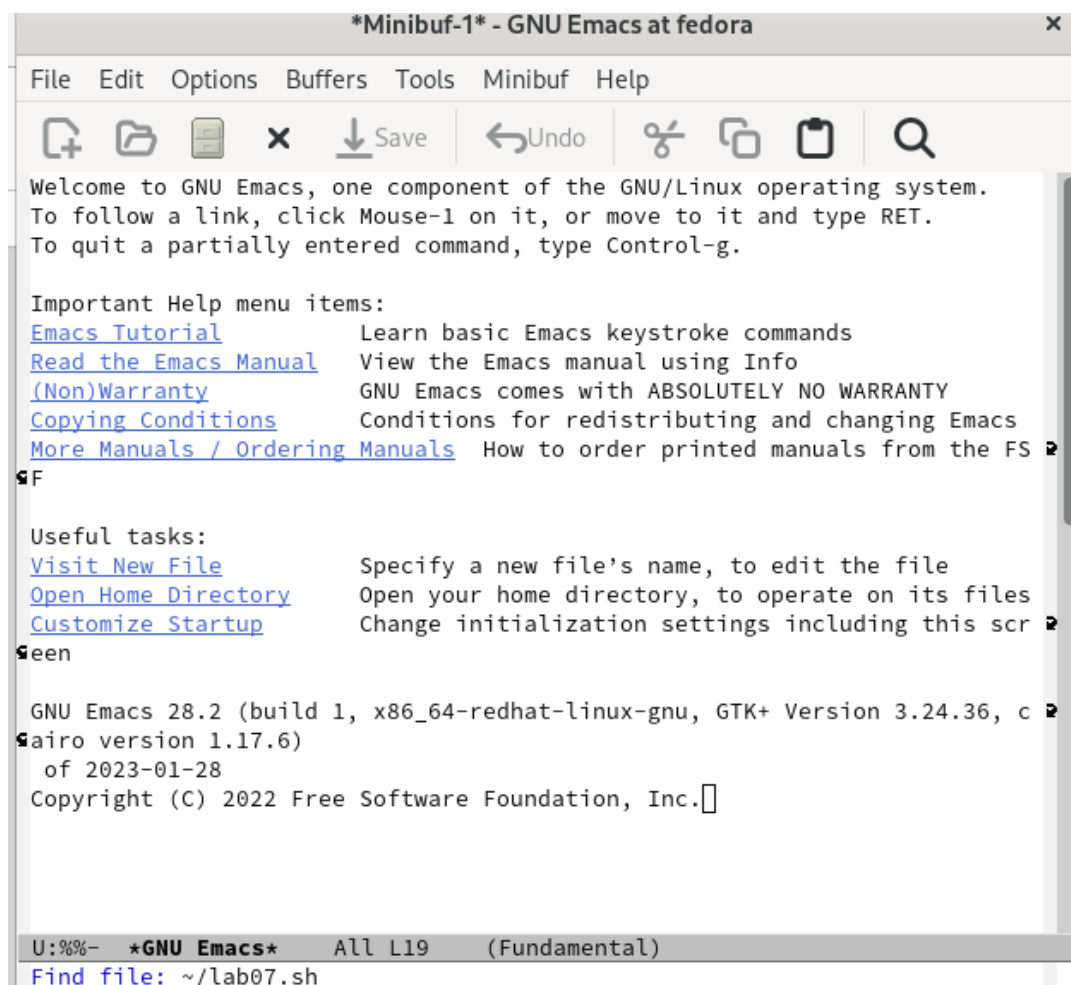 *Minibuf-1* - GNU Emacs at fedora
File Edit Options Buffers Tools Minibuf Help
Save Undo
Welcome to GNU Emacs, one component of the GNU/Linux operating system.
To follow a link, click Mouse-1 on it, or move to it and type RET.
To quit a partially entered command, type Control-g.
Important Help menu items:
Emacs Tutorial Learn basic Emacs keystroke commands
Read the Emacs Manual View the Emacs manual using Info
(Non)Warranty GNU Emacs comes with ABSOLUTELY NO WARRANTY
Copying Conditions Conditions for redistributing and changing Emacs
More Manuals / Ordering Manuals How to order printed manuals from the FS
F
Useful tasks:
Visit New File Specify a new file’s name, to edit the file
Open Home Directory Open your home directory, to operate on its files
Customize Startup Change initialization settings including this scr
een
GNU Emacs 28.2 (build 1, x86_64-redhat-linux-gnu, GTK+ Version 3.24.36, c
airo version 1.17.6)
of 2023-01-28
Copyright (C) 2022 Free Software Foundation, Inc.
U:%%- *GNU Emacs* All L19 (Fundamental)
Find file: ~/lab07.sh